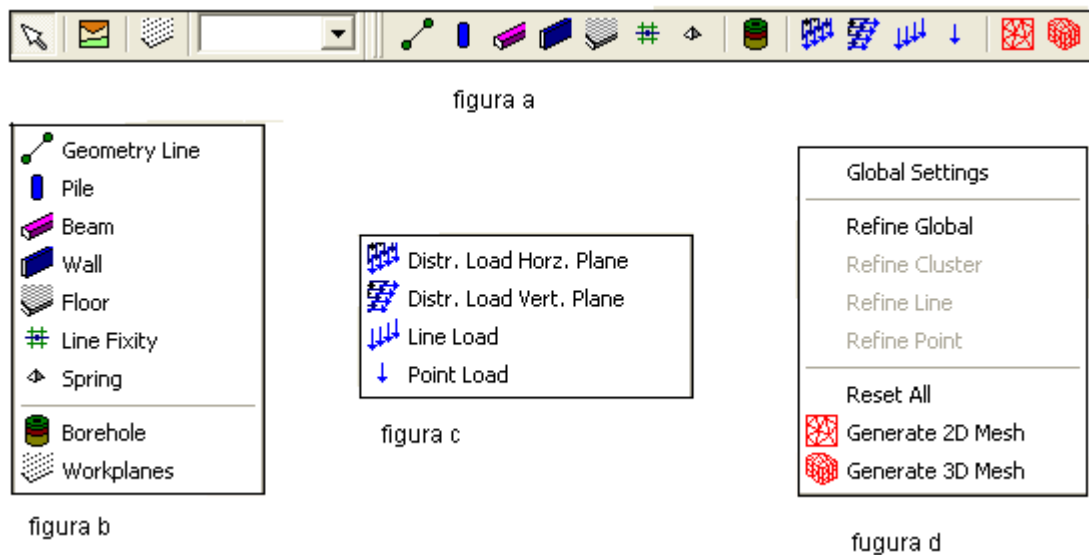 figura a
Geometry Line
Pile
Beam
Wall
Floor
Line Fixity
Spring
Borehole
Workplanes
figura b
Distr. Load Horz. Plane
Distr. Load Vert. Plane
Line Load
Point Load
figura c
Global Settings
Refine Global
Refine Cluster
Refine Line
Refine Point
Reset All
Generate 2D Mesh
Generate 3D Mesh
fugura d